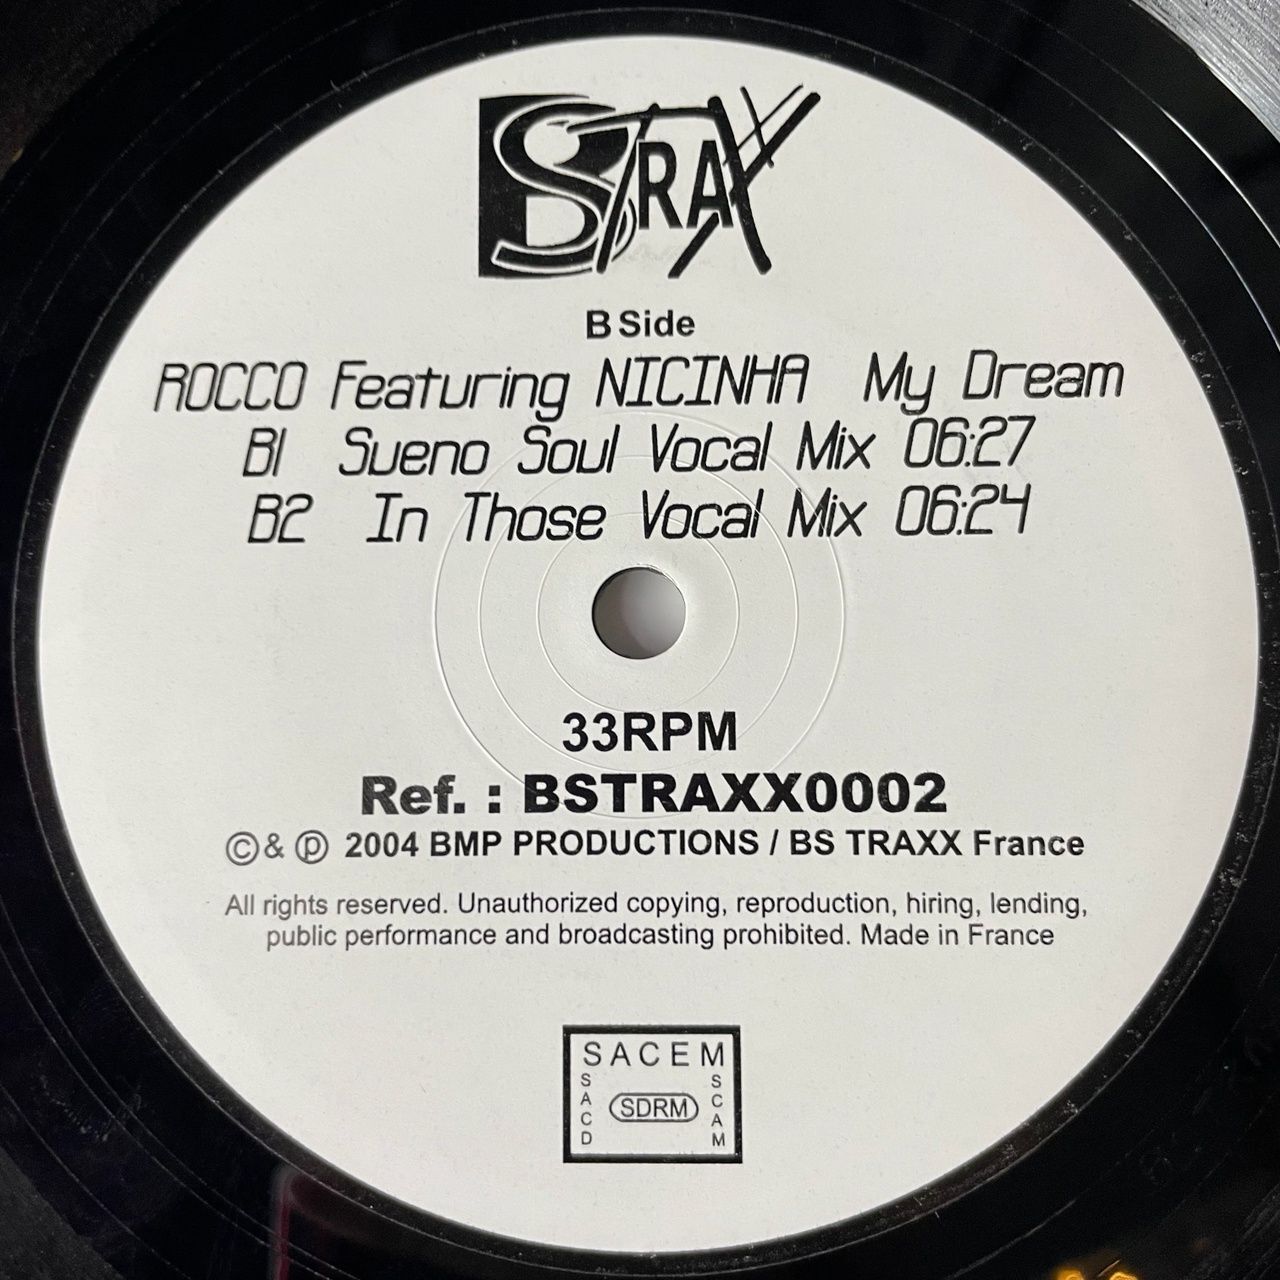 BS TRAXX
B Side
ROCCO Featuring NICINHA My Dream
B1 Sueno Soul Vocal Mix 06:27
B2 In Those Vocal Mix 06:24
33RPM
Ref. : BSTRAXX0002
© & ℗ 2004 BMP PRODUCTIONS / BS TRAXX France
All rights reserved. Unauthorized copying, reproduction, hiring, lending,
public performance and broadcasting prohibited. Made in France
SACEM
SACD
SDRM
SCAM